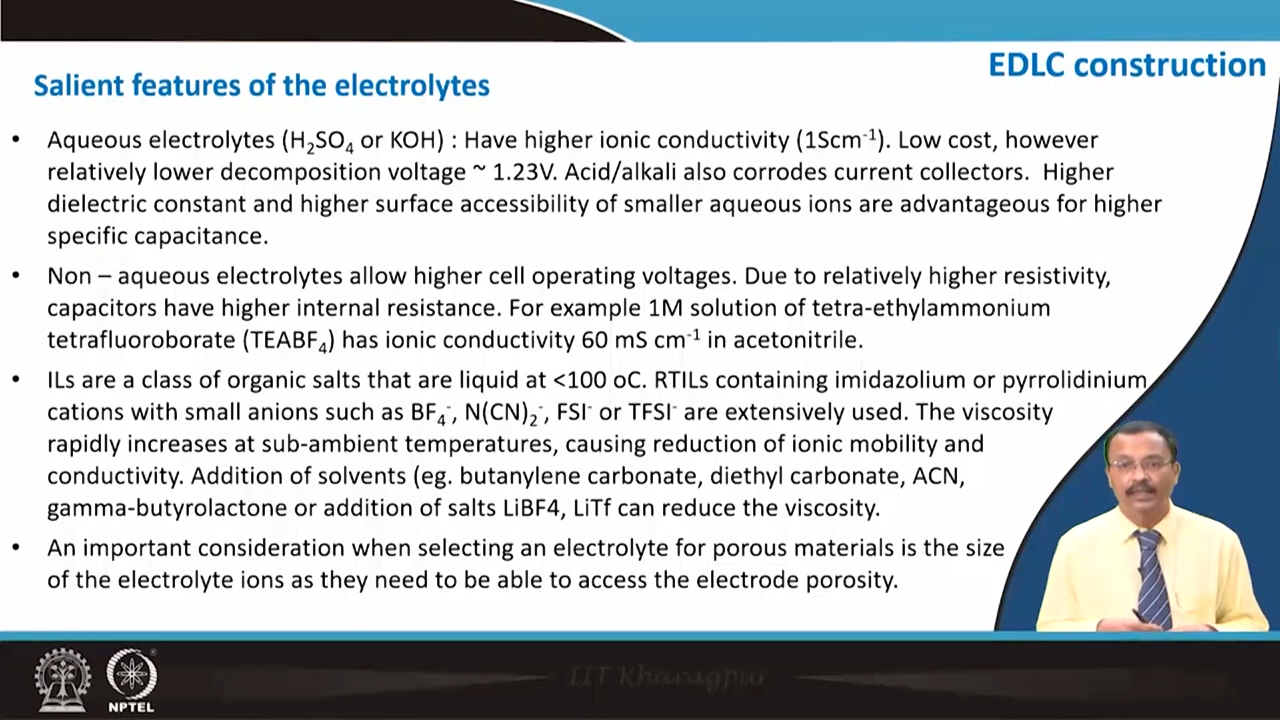 EDLC construction
Salient features of the electrolytes
• Aqueous electrolytes (H₂SO₄ or KOH) : Have higher ionic conductivity (1Scm⁻¹). Low cost, however
relatively lower decomposition voltage ~ 1.23V. Acid/alkali also corrodes current collectors. Higher
dielectric constant and higher surface accessibility of smaller aqueous ions are advantageous for higher
specific capacitance.
• Non – aqueous electrolytes allow higher cell operating voltages. Due to relatively higher resistivity,
capacitors have higher internal resistance. For example 1M solution of tetra-ethylammonium
tetrafluoroborate (TEABF₄) has ionic conductivity 60 mS cm⁻¹ in acetonitrile.
• ILs are a class of organic salts that are liquid at <100 oC. RTILs containing imidazolium or pyrrolidinium
cations with small anions such as BF₄⁻, N(CN)₂⁻, FSI⁻ or TFSI⁻ are extensively used. The viscosity
rapidly increases at sub-ambient temperatures, causing reduction of ionic mobility and
conductivity. Addition of solvents (eg. butanylene carbonate, diethyl carbonate, ACN,
gamma-butyrolactone or addition of salts LiBF4, LiTf can reduce the viscosity.
• An important consideration when selecting an electrolyte for porous materials is the size
of the electrolyte ions as they need to be able to access the electrode porosity.
IIT Kharagpur
NPTEL